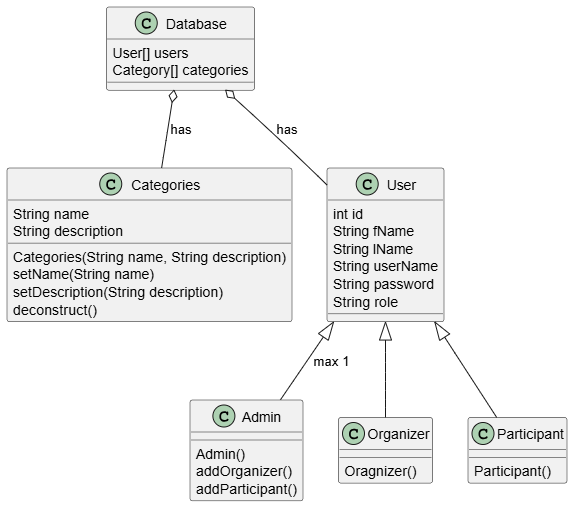 C Database
User[] users
Category[] categories
has
has
C Categories
String name
String description
Categories(String name, String description)
setName(String name)
setDescription(String description)
deconstruct()
C User
int id
String fName
String lName
String userName
String password
String role
max 1
C Admin
Admin()
addOrganizer()
addParticipant()
C Organizer
Oragnizer()
C Participant
Participant()